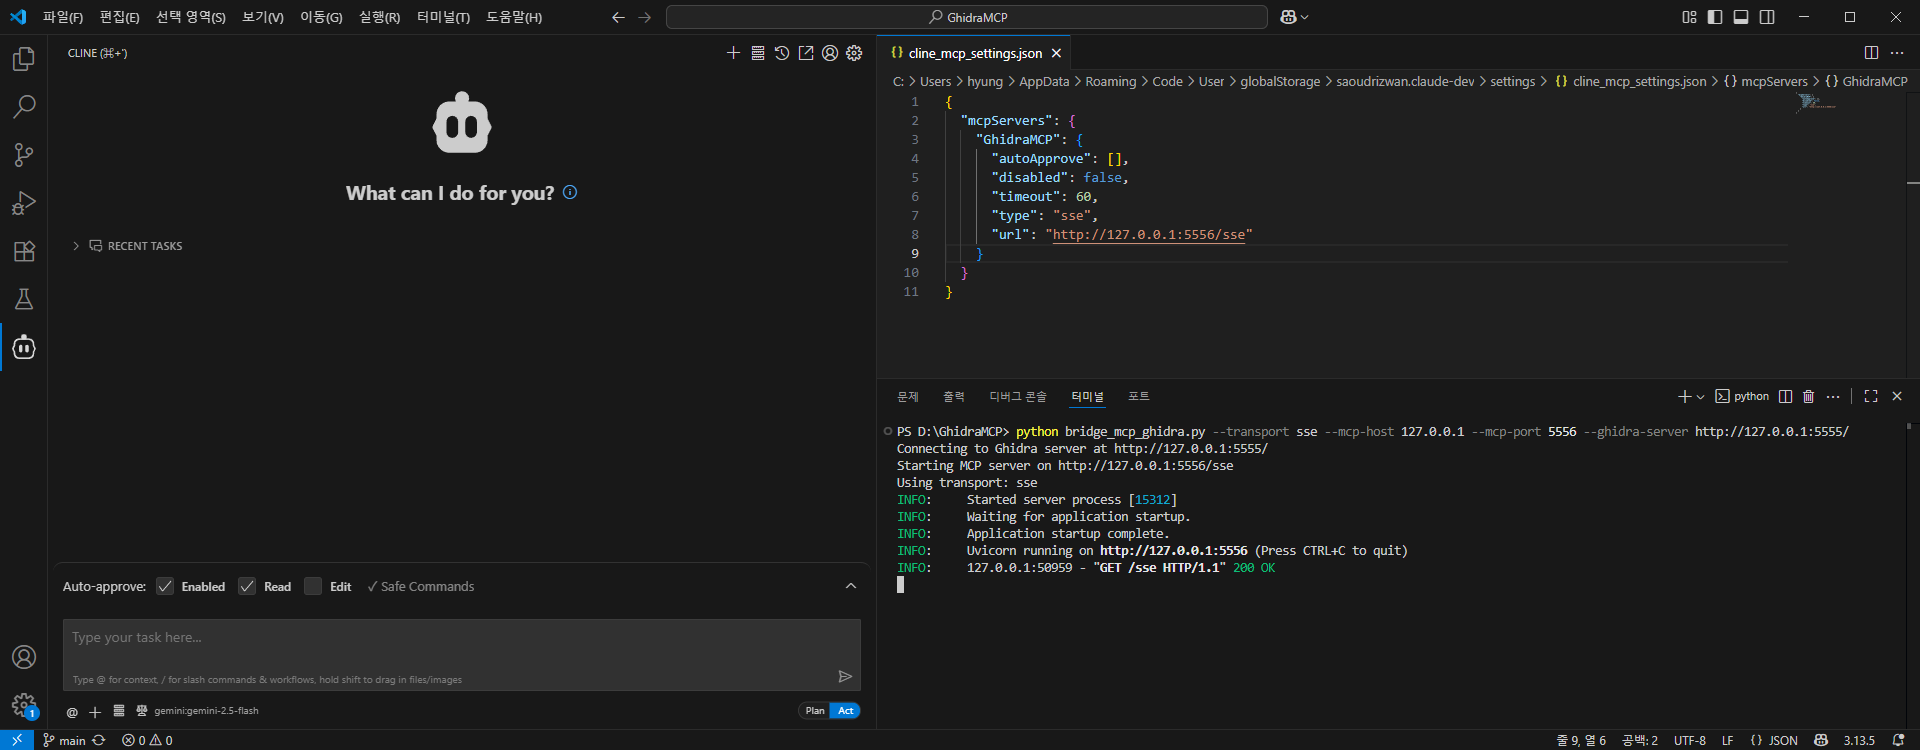 파일(F) 편집(E) 선택 영역(S) 보기(V) 이동(G) 실행(R) 터미널(T) 도움말(H)
GhidraMCP
CLINE (⌘+')
What can I do for you?
RECENT TASKS
Auto-approve: Enabled Read Edit ✓ Safe Commands
Type your task here...
Type @ for context, / for slash commands & workflows, hold shift to drag in files/images
@ + gemini:gemini-2.5-flash
Plan Act
{} cline_mcp_settings.json
C: > Users > hyung > AppData > Roaming > Code > User > globalStorage > saoudrizwan.claude-dev > settings > {} cline_mcp_settings.json > {} mcpServers > {} GhidraMCP
1 {
2 "mcpServers": {
3 "GhidraMCP": {
4 "autoApprove": [],
5 "disabled": false,
6 "timeout": 60,
7 "type": "sse",
8 "url": "http://127.0.0.1:5556/sse"
9 }
10 }
11 }
문제 출력 디버그 콘솔 터미널 포트
python
PS D:\GhidraMCP> python bridge_mcp_ghidra.py --transport sse --mcp-host 127.0.0.1 --mcp-port 5556 --ghidra-server http://127.0.0.1:5555/
Connecting to Ghidra server at http://127.0.0.1:5555/
Starting MCP server on http://127.0.0.1:5556/sse
Using transport: sse
INFO: Started server process [15312]
INFO: Waiting for application startup.
INFO: Application startup complete.
INFO: Uvicorn running on http://127.0.0.1:5556 (Press CTRL+C to quit)
INFO: 127.0.0.1:50959 - "GET /sse HTTP/1.1" 200 OK
1
main 0 0
줄 9, 열 6 공백: 2 UTF-8 LF {} JSON 3.13.5